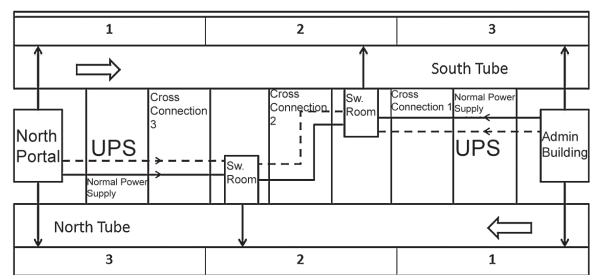 1 2 3
South Tube
Cross
Connection
3
Cross
Connection
2
Sw.
Room
Cross
Connection 1
Normal Power
Supply
North
Portal
UPS
UPS
Admin
Building
Normal Power
Supply
Sw.
Room
North Tube
3 2 1